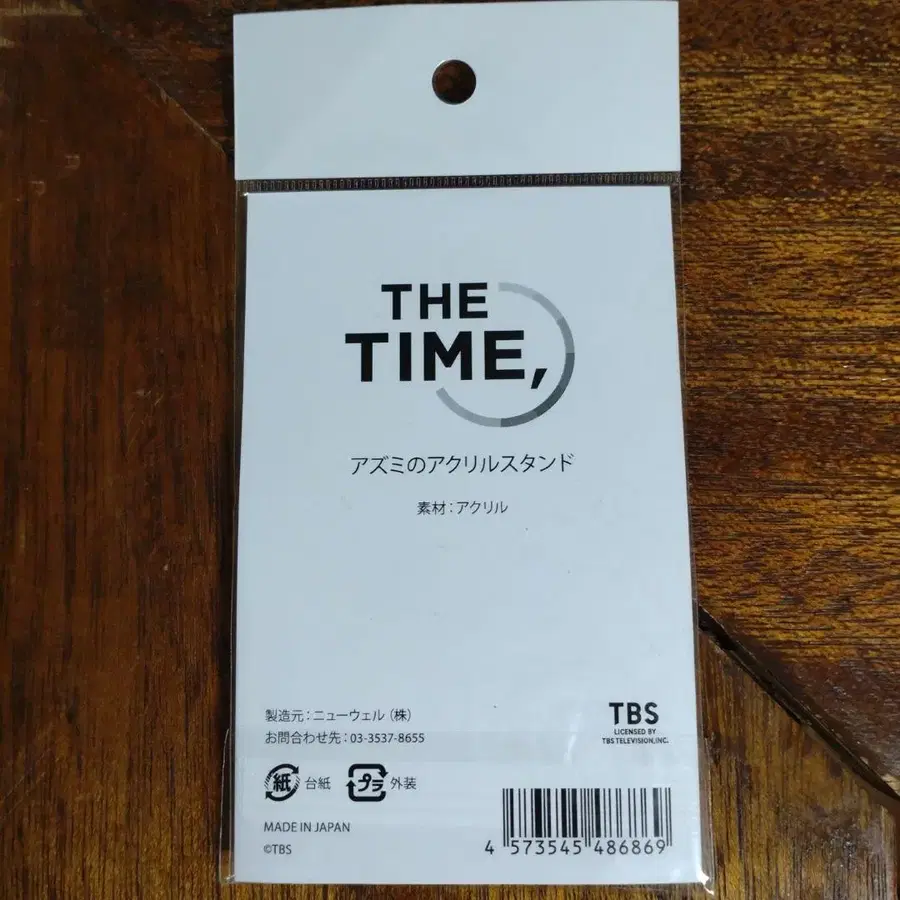 THE
TIME,
アズミのアクリルスタンド
素材：アクリル
製造元：ニューウェル（株）
お問合わせ先：03-3537-8655
TBS
LICENSED BY
TBS TELEVISION, INC.
紙 台紙 プラ 外装
MADE IN JAPAN
©TBS
4 573545 486869